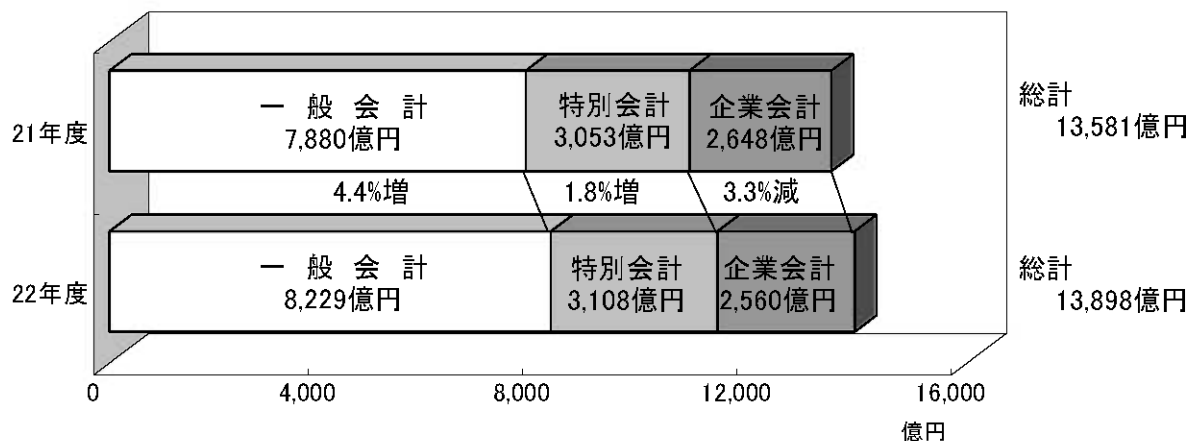 21年度
一般会計
7,880億円
特別会計
3,053億円
企業会計
2,648億円
総計
13,581億円
4.4%増
1.8%増
3.3%減
22年度
一般会計
8,229億円
特別会計
3,108億円
企業会計
2,560億円
総計
13,898億円
0
4,000
8,000
12,000
16,000
億円